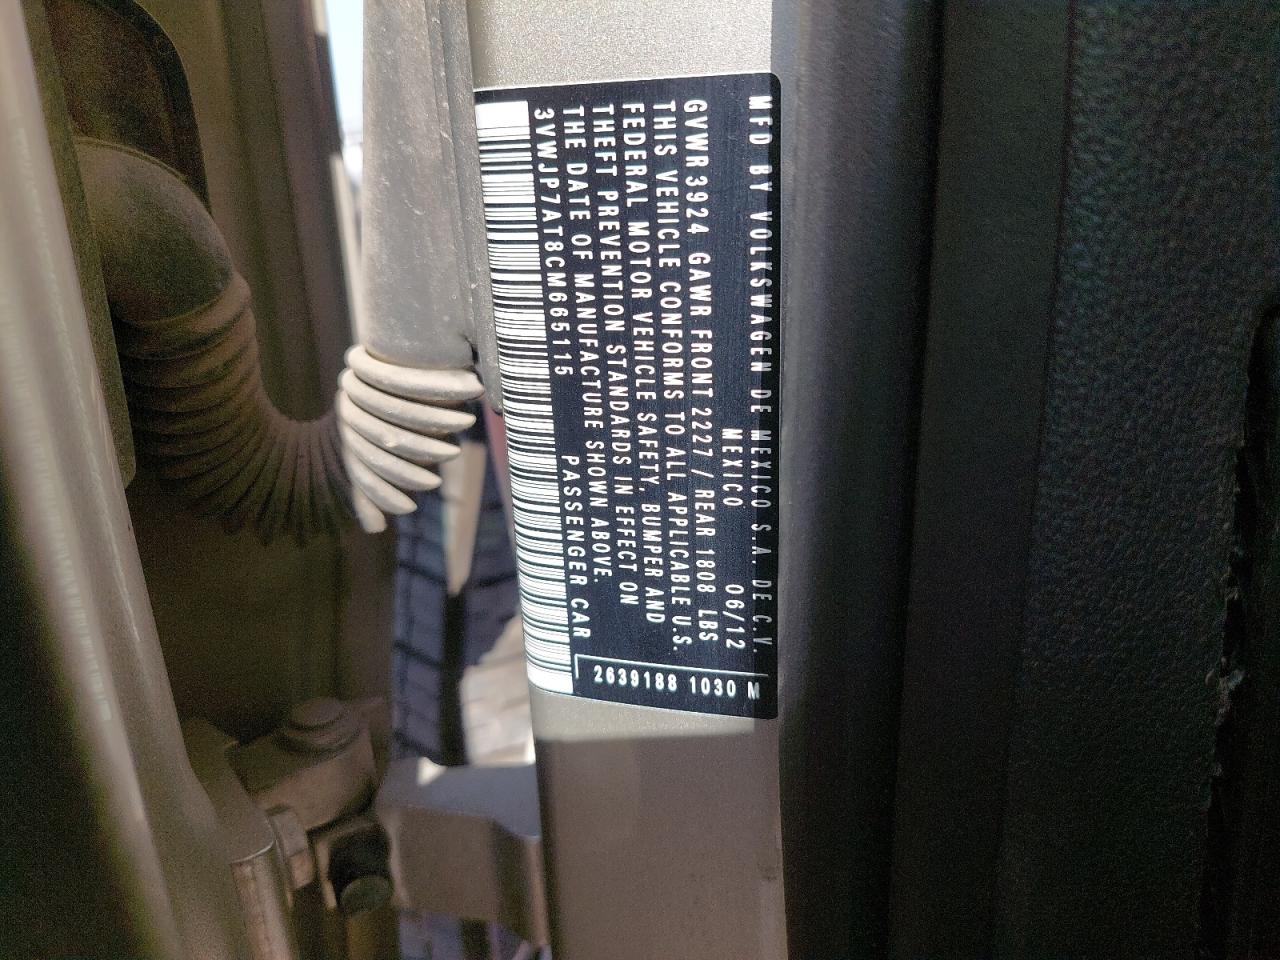 MFD BY VOLKSWAGEN DE MEXICO S.A. DE C.V.
MEXICO 06/12
GVWR3924 GAWR FRONT 2227 / REAR 1808 LBS
THIS VEHICLE CONFORMS TO ALL APPLICABLE U.S.
FEDERAL MOTOR VEHICLE SAFETY, BUMPER AND
THEFT PREVENTION STANDARDS IN EFFECT ON
THE DATE OF MANUFACTURE SHOWN ABOVE.
3VWJP7AT8CM665115 PASSENGER CAR
2639188 1030 M